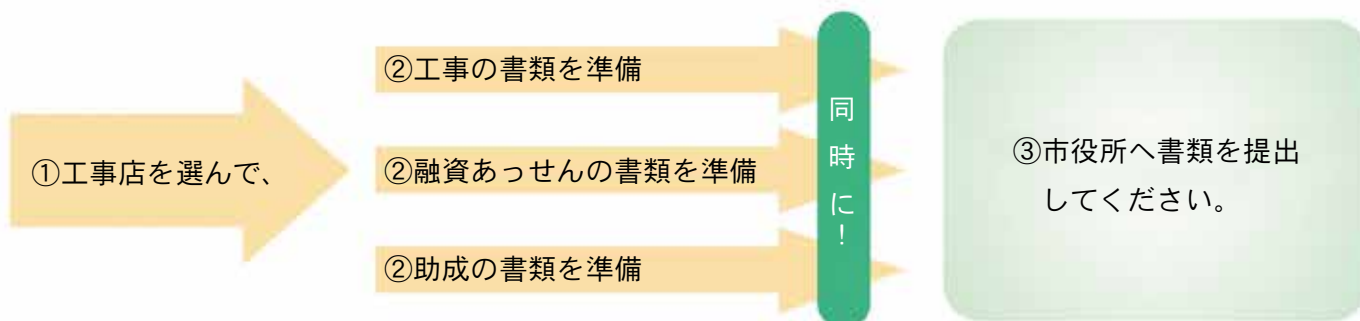 ①工事店を選んで、
②工事の書類を準備
②融資あっせんの書類を準備
②助成の書類を準備
同時に！
③市役所へ書類を提出
してください。